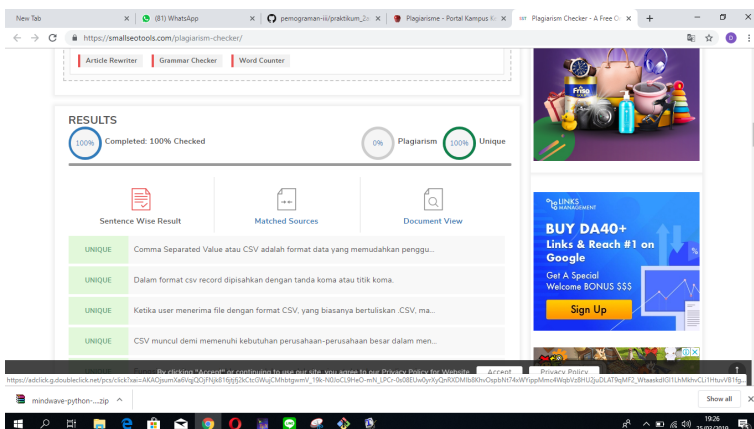 New Tab
(81) WhatsApp
pemograman-iii/praktikum_2a
Plagiarisme - Portal Kampus K
Plagiarism Checker - A Free O
https://smallseotools.com/plagiarism-checker/
Article Rewriter
Grammar Checker
Word Counter
RESULTS
100%
Completed: 100% Checked
0%
Plagiarism
100%
Unique
Sentence Wise Result
Matched Sources
Document View
UNIQUE
Comma Separated Value atau CSV adalah format data yang memudahkan penggu...
UNIQUE
Dalam format csv record dipisahkan dengan tanda koma atau titik koma.
UNIQUE
Ketika user menerima file dengan format CSV, yang biasanya bertuliskan .CSV, ma...
UNIQUE
CSV muncul demi memenuhi kebutuhan perusahaan-perusahaan besar dalam men...
Friso
LINKS
MANAGEMENT
BUY DA40+
Links & Reach #1 on
Google
Get A Special
Welcome BONUS $$$
Sign Up
By clicking "Accept" or continuing to use our site, you agree to our Privacy Policy for Website
Accept
Privacy Policy
mindwave-python-...zip
Show all
19:26